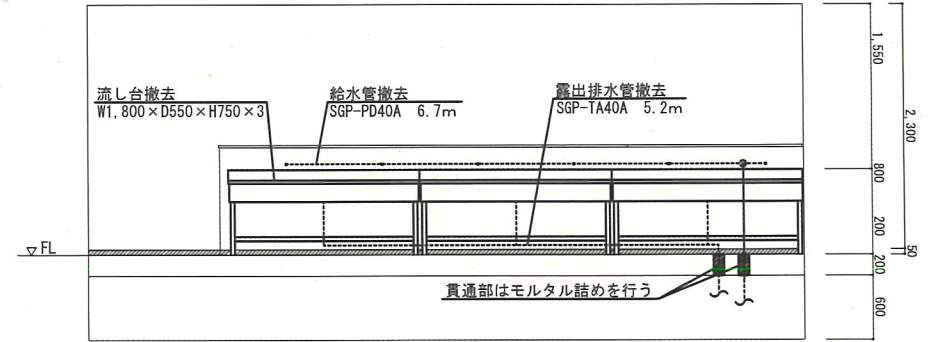 流し台撤去
W1,800×D550×H750×3
給水管撤去
SGP-PD40A 6.7m
露出排水管撤去
SGP-TA40A 5.2m
▽FL
貫通部はモルタル詰めを行う
1,550
2,300
800
200
50
200
600